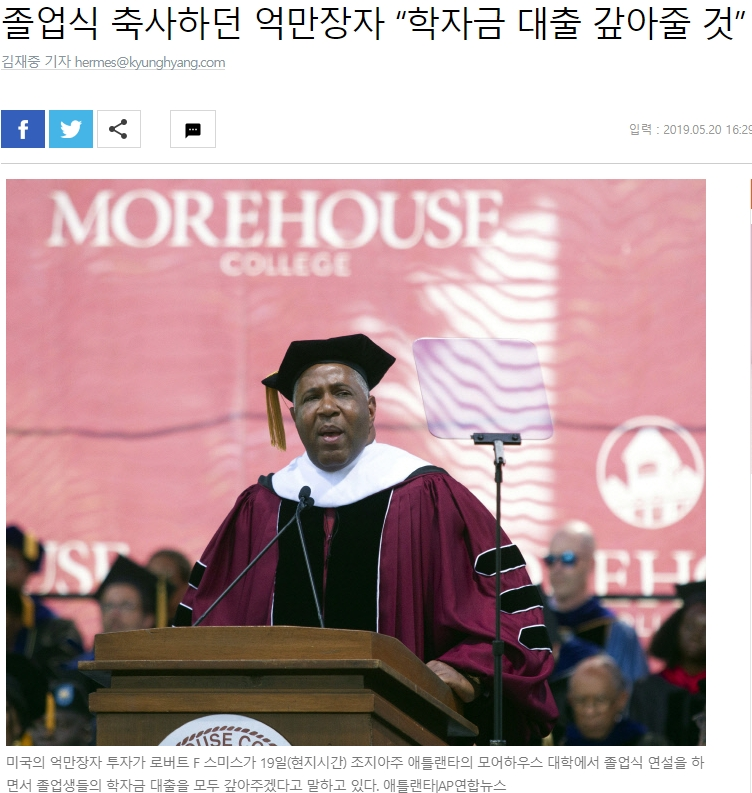 졸업식 축사하던 억만장자 “학자금 대출 갚아줄 것”
김재중 기자 hermes@kyunghyang.com
입력 : 2019.05.20 16:29
MOREHOUSE
COLLEGE
미국의 억만장자 투자가 로버트 F 스미스가 19일(현지시간) 조지아주 애틀랜타의 모어하우스 대학에서 졸업식 연설을 하
면서 졸업생들의 학자금 대출을 모두 갚아주겠다고 말하고 있다. 애틀랜타|AP연합뉴스